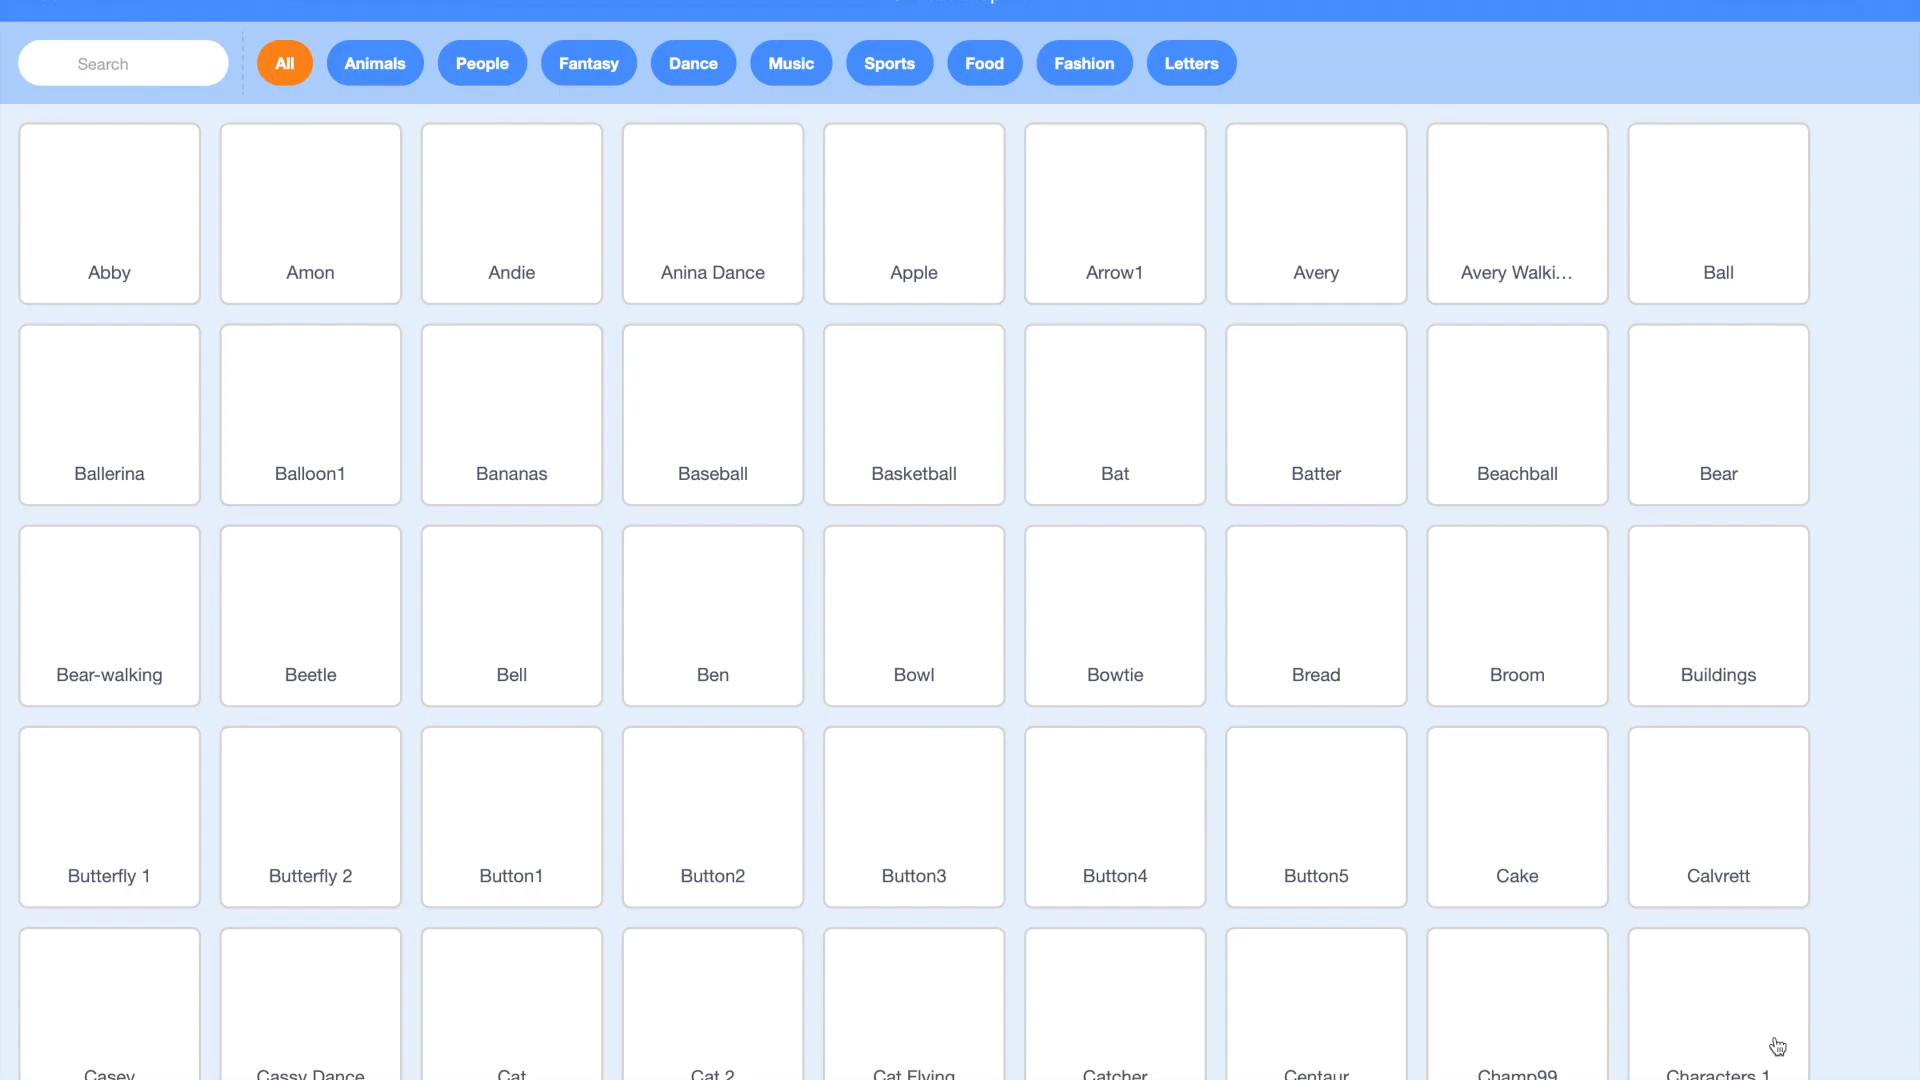 Search All Animals People Fantasy Dance Music Sports Food Fashion Letters
Abby Amon Andie Anina Dance Apple Arrow1 Avery Avery Walki... Ball
Ballerina Balloon1 Bananas Baseball Basketball Bat Batter Beachball Bear
Bear-walking Beetle Bell Ben Bowl Bowtie Bread Broom Buildings
Butterfly 1 Butterfly 2 Button1 Button2 Button3 Button4 Button5 Cake Calvrett
Casey Cassy Dance Cat Cat 2 Cat Flying Catcher Centaur Champ99 Characters 1